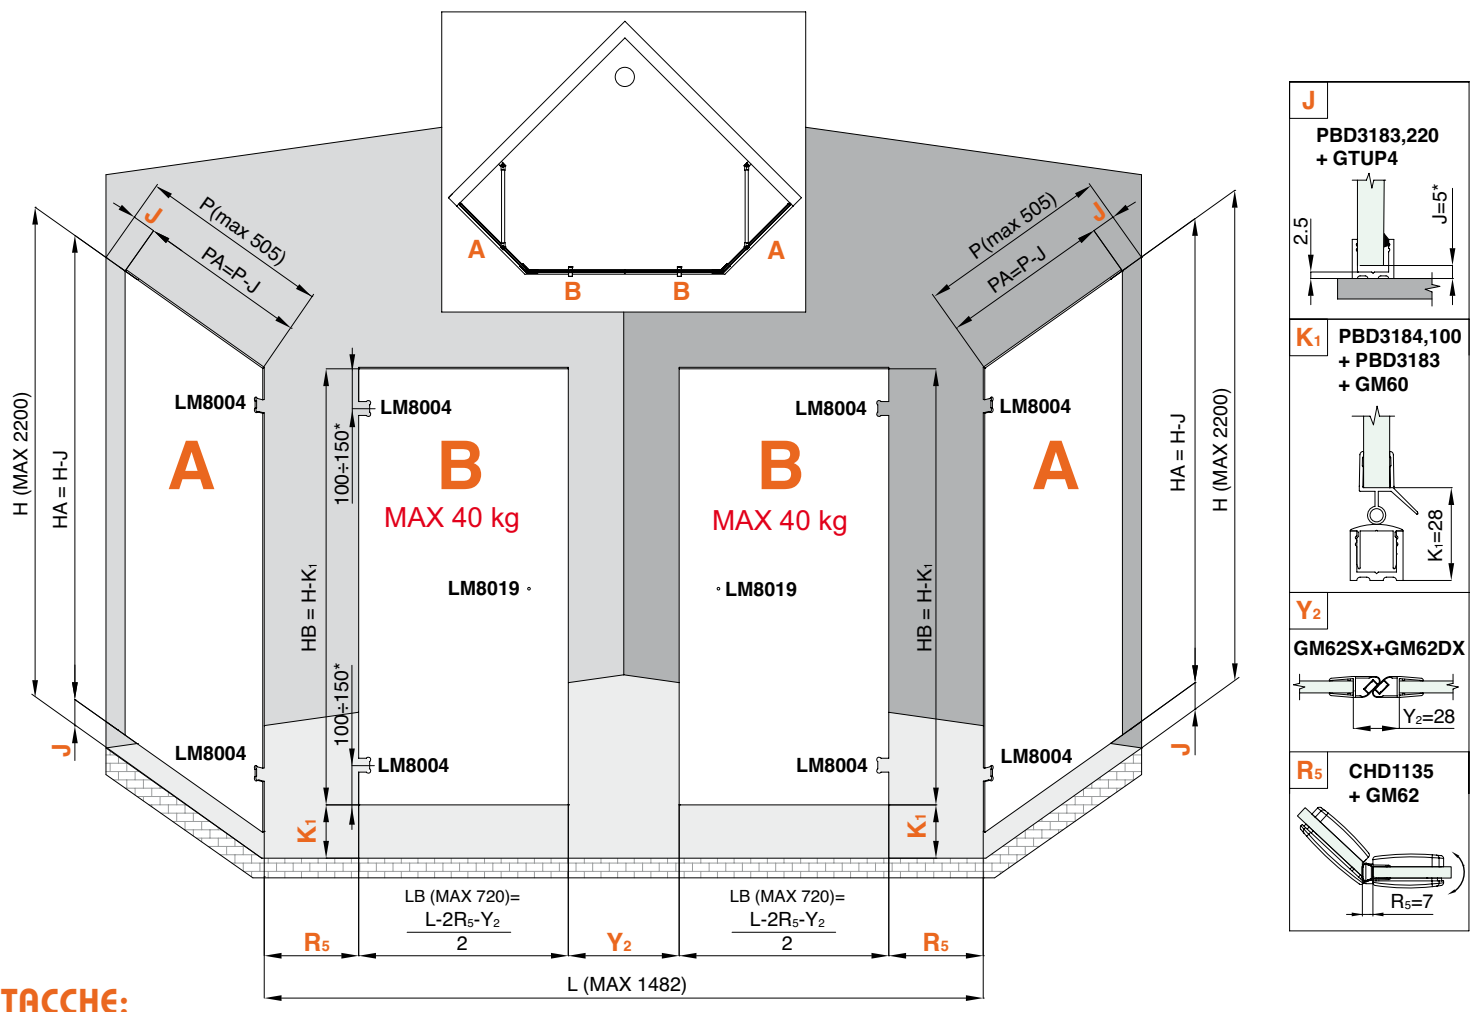 A
A
B
B
J
P(max 505)
PA=P-J
J
P(max 505)
PA=P-J
H (MAX 2200)
HA = H-J
HA = H-J
H (MAX 2200)
LM8004
LM8004
LM8004
LM8004
A
B
B
A
MAX 40 kg
MAX 40 kg
100÷150*
HB = H-K₁
LM8019
LM8019
HB = H-K₁
100÷150*
LM8004
LM8004
LM8004
LM8004
J
J
K₁
K₁
LB (MAX 720)=
L-2R₅-Y₂
2
LB (MAX 720)=
L-2R₅-Y₂
2
R₅
Y₂
R₅
L (MAX 1482)
TACCHE:
J
PBD3183,220
+ GTUP4
2.5
J=5*
K₁
PBD3184,100
+ PBD3183
+ GM60
K₁=28
Y₂
GM62SX+GM62DX
Y₂=28
R₅
CHD1135
+ GM62
R₅=7